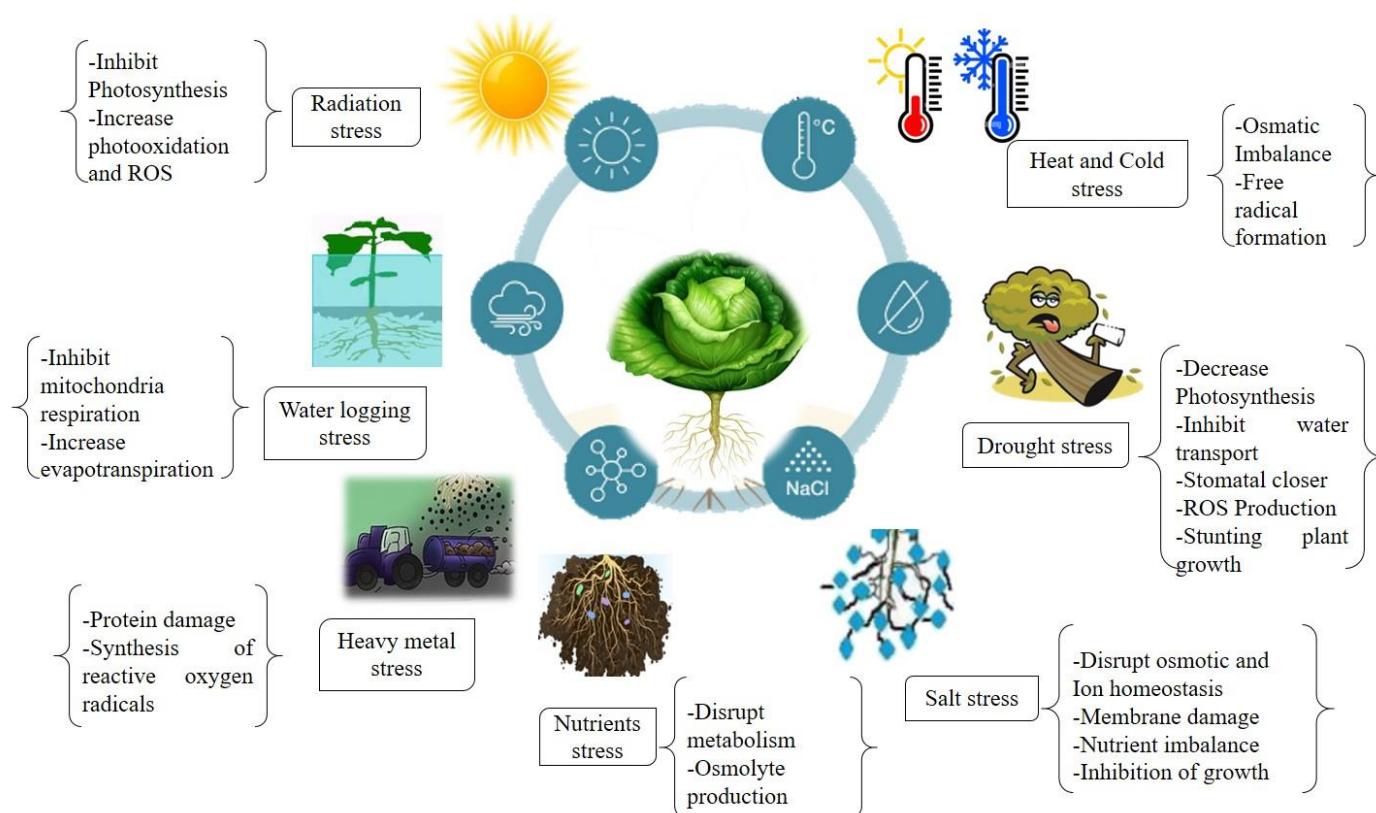 -Inhibit
Photosynthesis
-Increase
photooxidation
and ROS
Radiation
stress
°C
Heat and Cold
stress
-Osmatic
Imbalance
-Free
radical
formation
-Inhibit
mitochondria
respiration
-Increase
evapotranspiration
Water logging
stress
Drought stress
-Decrease
Photosynthesis
-Inhibit water
transport
-Stomatal closer
-ROS Production
-Stunting plant
growth
NaCl
-Protein damage
-Synthesis of
reactive oxygen
radicals
Heavy metal
stress
Nutrients
stress
-Disrupt
metabolism
-Osmolyte
production
Salt stress
-Disrupt osmotic and
Ion homeostasis
-Membrane damage
-Nutrient imbalance
-Inhibition of growth